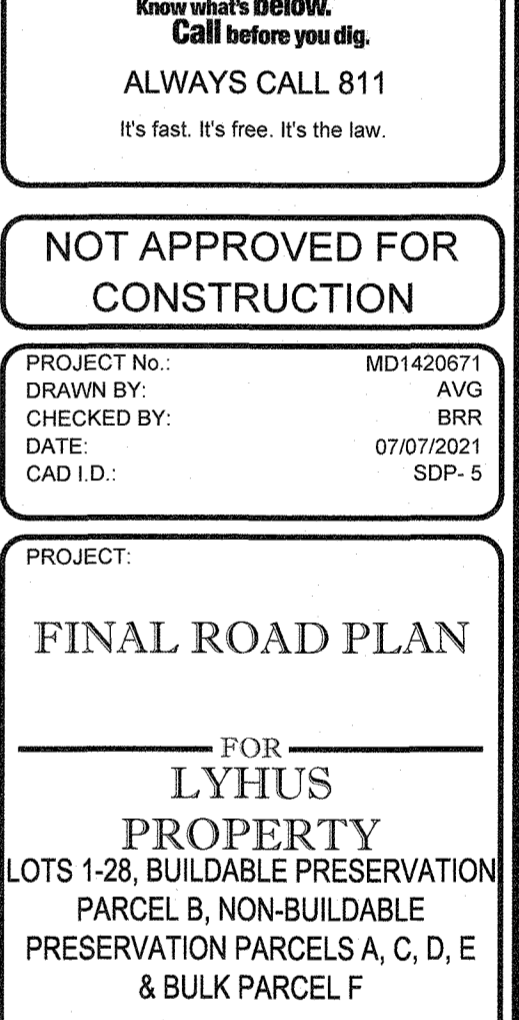 Know what's below.
Call before you dig.
ALWAYS CALL 811
It's fast. It's free. It's the law.
NOT APPROVED FOR
CONSTRUCTION
PROJECT No.: MD1420671
DRAWN BY: AVG
CHECKED BY: BRR
DATE: 07/07/2021
CAD I.D.: SDP- 5
PROJECT:
FINAL ROAD PLAN
FOR
LYHUS
PROPERTY
LOTS 1-28, BUILDABLE PRESERVATION
PARCEL B, NON-BUILDABLE
PRESERVATION PARCELS A, C, D, E
& BULK PARCEL F